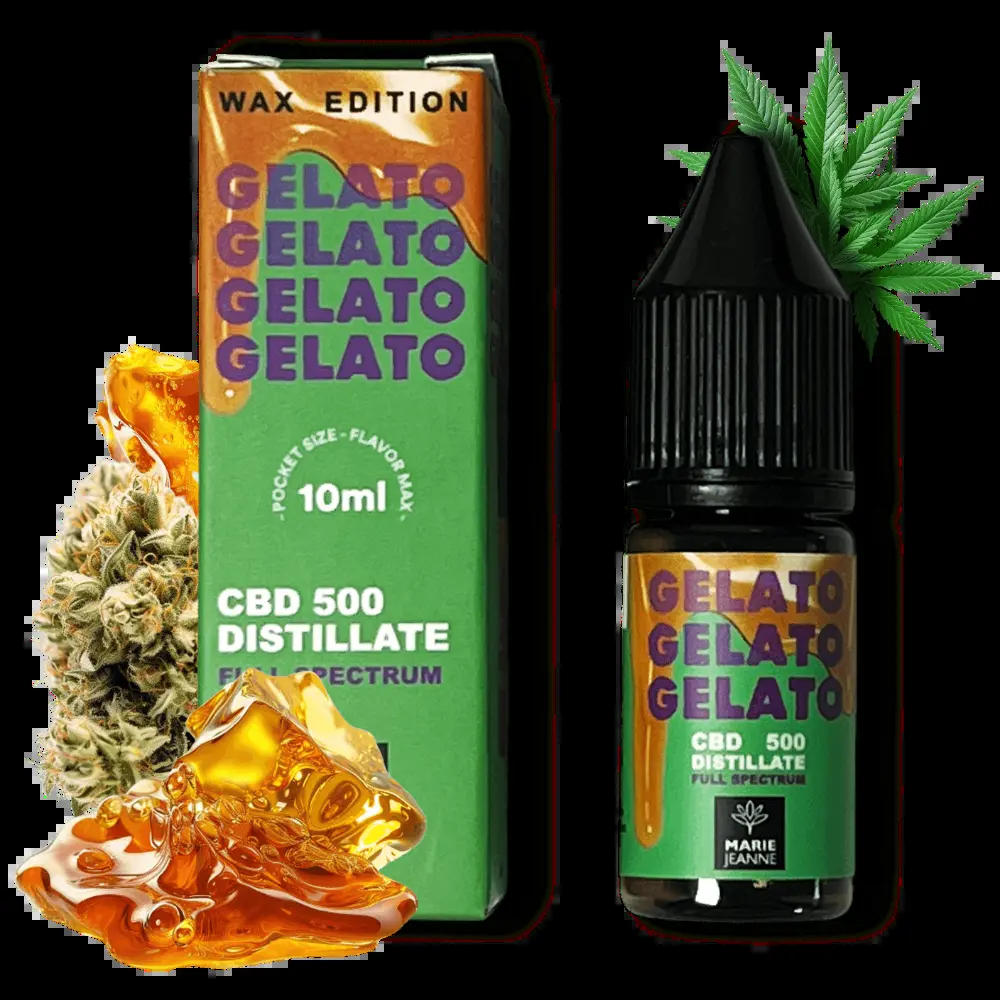 WAX EDITION
GELATO
GELATO
GELATO
GELATO
- POCKET SIZE - FLAVOR MAX -
10ml
CBD 500
DISTILLATE
FULL SPECTRUM
GELATO
GELATO
GELATO
CBD 500
DISTILLATE
FULL SPECTRUM
MARIE
JEANNE